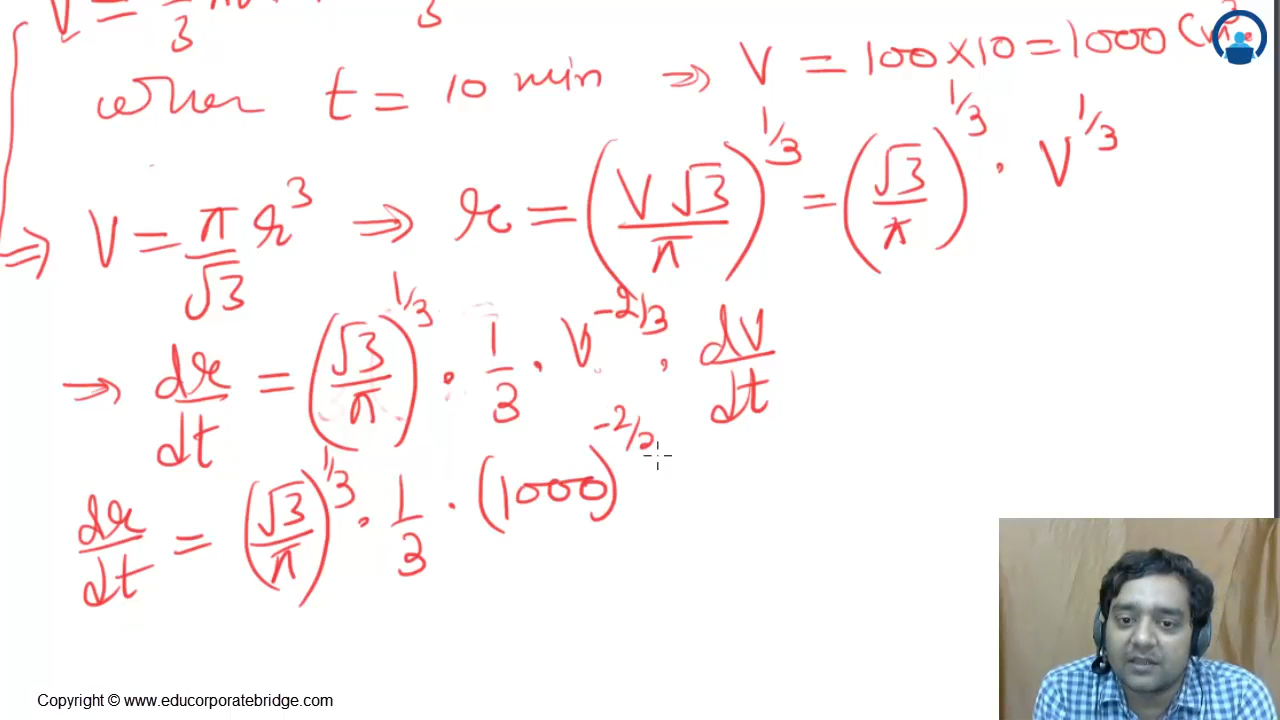 V = 1/3
when t = 10 min ⇒ V = 100 × 10 = 1000 Cm³
⇒ V = π/√3 r³ ⇒ r = (V√3/π)^1/3 = (√3/π)^1/3 · V^1/3
→ dr/dt = (√3/π)^1/3 · 1/3 · V^-2/3 · dV/dt
dr/dt = (√3/π)^1/3 · 1/3 · (1000)^-2/
Copyright © www.educorporatebridge.com